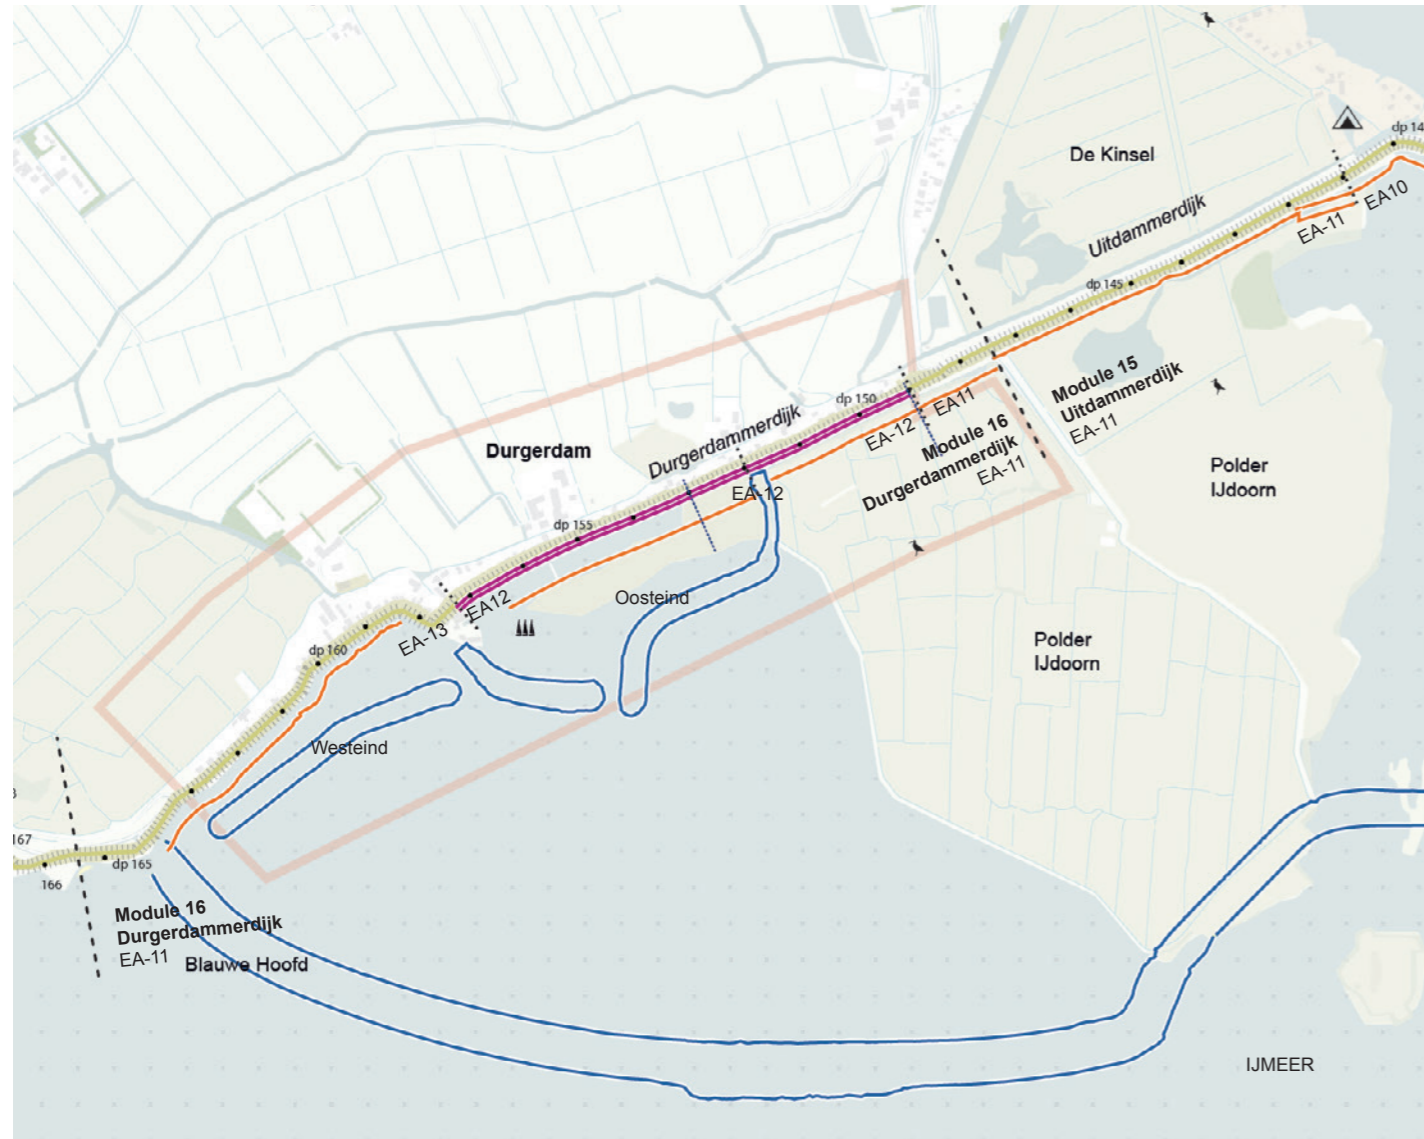 dp 14
De Kinsel
EA10
Uitdammerdijk
EA-11
dp 145
Module 15
Uitdammerdijk
EA-11
dp 150
EA11
Durgerdammerdijk
EA-12
Module 16
Durgerdammerdijk
EA-11
Durgerdam
Polder
IJdoorn
EA-12
dp 155
Oosteind
EA12
EA-13
Polder
IJdoorn
dp 160
Westeind
167
dp 165
166
Module 16
Durgerdammerdijk
EA-11
Blauwe Hoofd
IJMEER